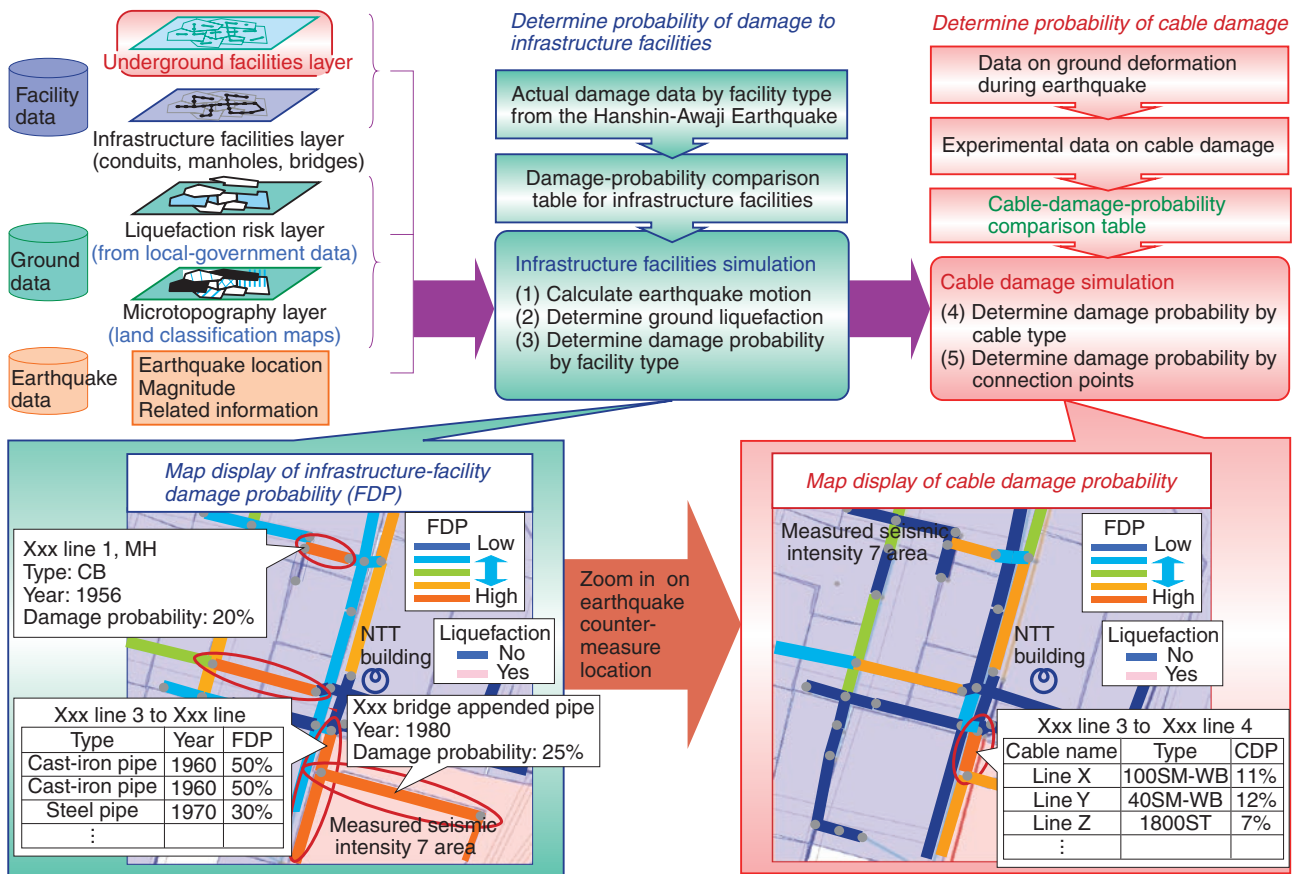 Determine probability of damage to
infrastructure facilities
Determine probability of cable damage
Underground facilities layer
Facility
data
Infrastructure facilities layer
(conduits, manholes, bridges)
Liquefaction risk layer
(from local-government data)
Ground
data
Microtopography layer
(land classification maps)
Earthquake
data
Earthquake location
Magnitude
Related information
Actual damage data by facility type
from the Hanshin-Awaji Earthquake
Damage-probability comparison
table for infrastructure facilities
Infrastructure facilities simulation
(1) Calculate earthquake motion
(2) Determine ground liquefaction
(3) Determine damage probability
by facility type
Data on ground deformation
during earthquake
Experimental data on cable damage
Cable-damage-probability
comparison table
Cable damage simulation
(4) Determine damage probability by
cable type
(5) Determine damage probability by
connection points
Map display of infrastructure-facility
damage probability (FDP)
Xxx line 1, MH
Type: CB
Year: 1956
Damage probability: 20%
FDP
Low
High
Liquefaction
No
Yes
NTT
building
Xxx bridge appended pipe
Year: 1980
Damage probability: 25%
Xxx line 3 to Xxx line
Type Year FDP
Cast-iron pipe 1960 50%
Cast-iron pipe 1960 50%
Steel pipe 1970 30%
⋮
Measured seismic
intensity 7 area
Zoom in on
earthquake
counter-
measure
location
Map display of cable damage probability
Measured seismic
intensity 7 area
FDP
Low
High
Liquefaction
No
Yes
NTT
building
Xxx line 3 to Xxx line 4
Cable name Type CDP
Line X 100SM-WB 11%
Line Y 40SM-WB 12%
Line Z 1800ST 7%
⋮